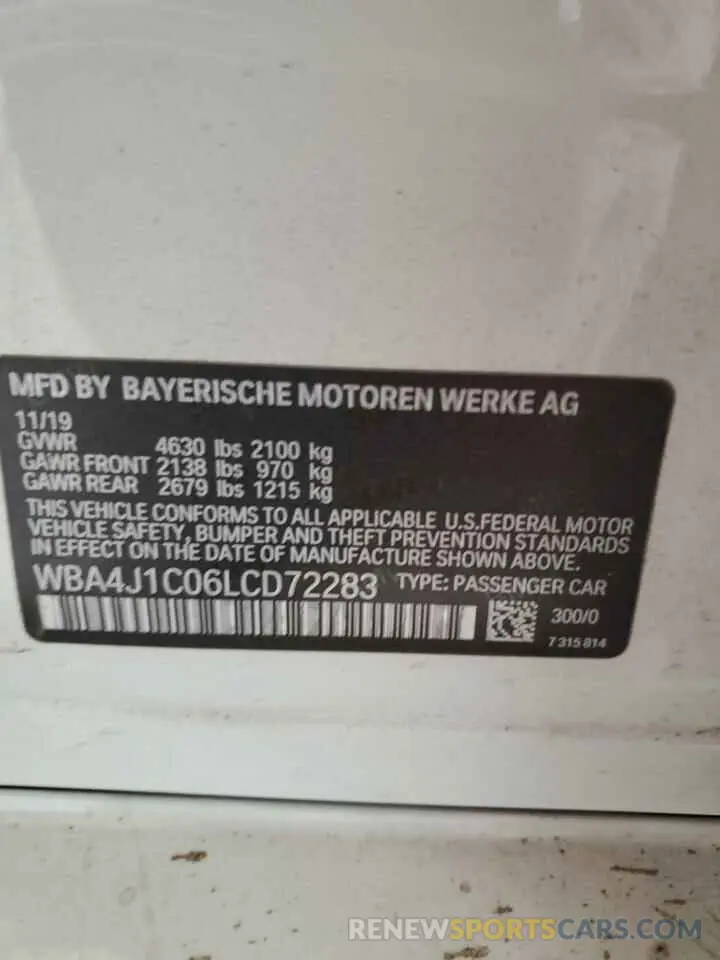 MFD BY BAYERISCHE MOTOREN WERKE AG
11/19
GVWR 4630 lbs 2100 kg
GAWR FRONT 2138 lbs 970 kg
GAWR REAR 2679 lbs 1215 kg
THIS VEHICLE CONFORMS TO ALL APPLICABLE U.S.FEDERAL MOTOR
VEHICLE SAFETY, BUMPER AND THEFT PREVENTION STANDARDS
IN EFFECT ON THE DATE OF MANUFACTURE SHOWN ABOVE.
WBA4J1C06LCD72283 TYPE: PASSENGER CAR
300/0
7 315 814
RENEWSPORTSCARS.COM